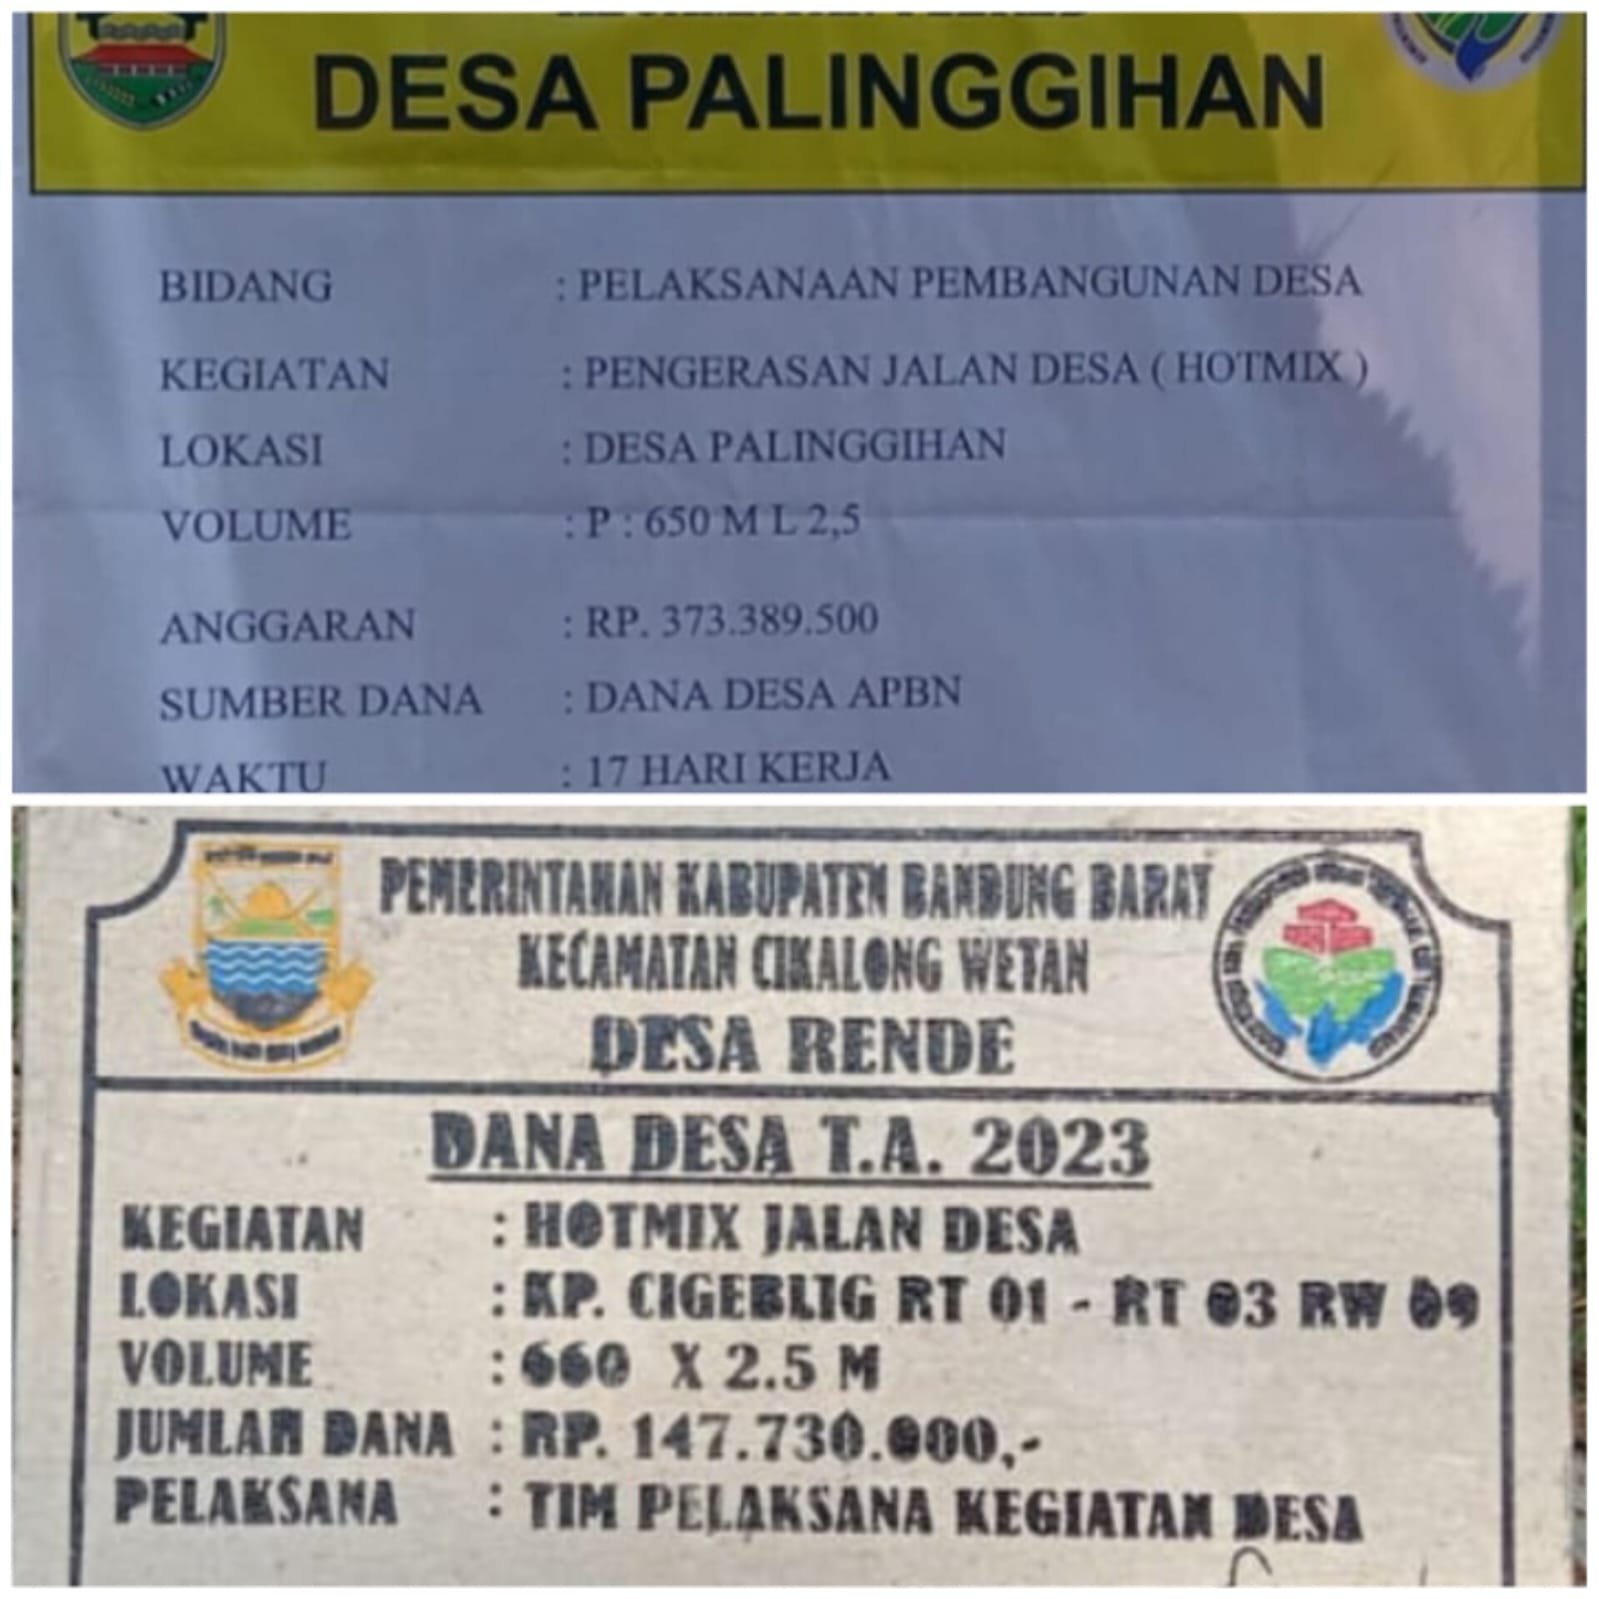 DESA PALINGGIHAN
BIDANG : PELAKSANAAN PEMBANGUNAN DESA
KEGIATAN : PENGERASAN JALAN DESA ( HOTMIX )
LOKASI : DESA PALINGGIHAN
VOLUME : P : 650 M L 2,5
ANGGARAN : RP. 373.389.500
SUMBER DANA : DANA DESA APBN
WAKTU : 17 HARI KERJA
PEMERINTAHAN KABUPATEN BANDUNG BARAT
KECAMATAN CIKALONG WETAN
DESA RENDE
DANA DESA T.A. 2023
KEGIATAN : HOTMIX JALAN DESA
LOKASI : KP. CIGEBLIG RT 01 - RT 03 RW 09
VOLUME : 660 X 2.5 M
JUMLAH DANA : RP. 147.730.000,-
PELAKSANA : TIM PELAKSANA KEGIATAN DESA